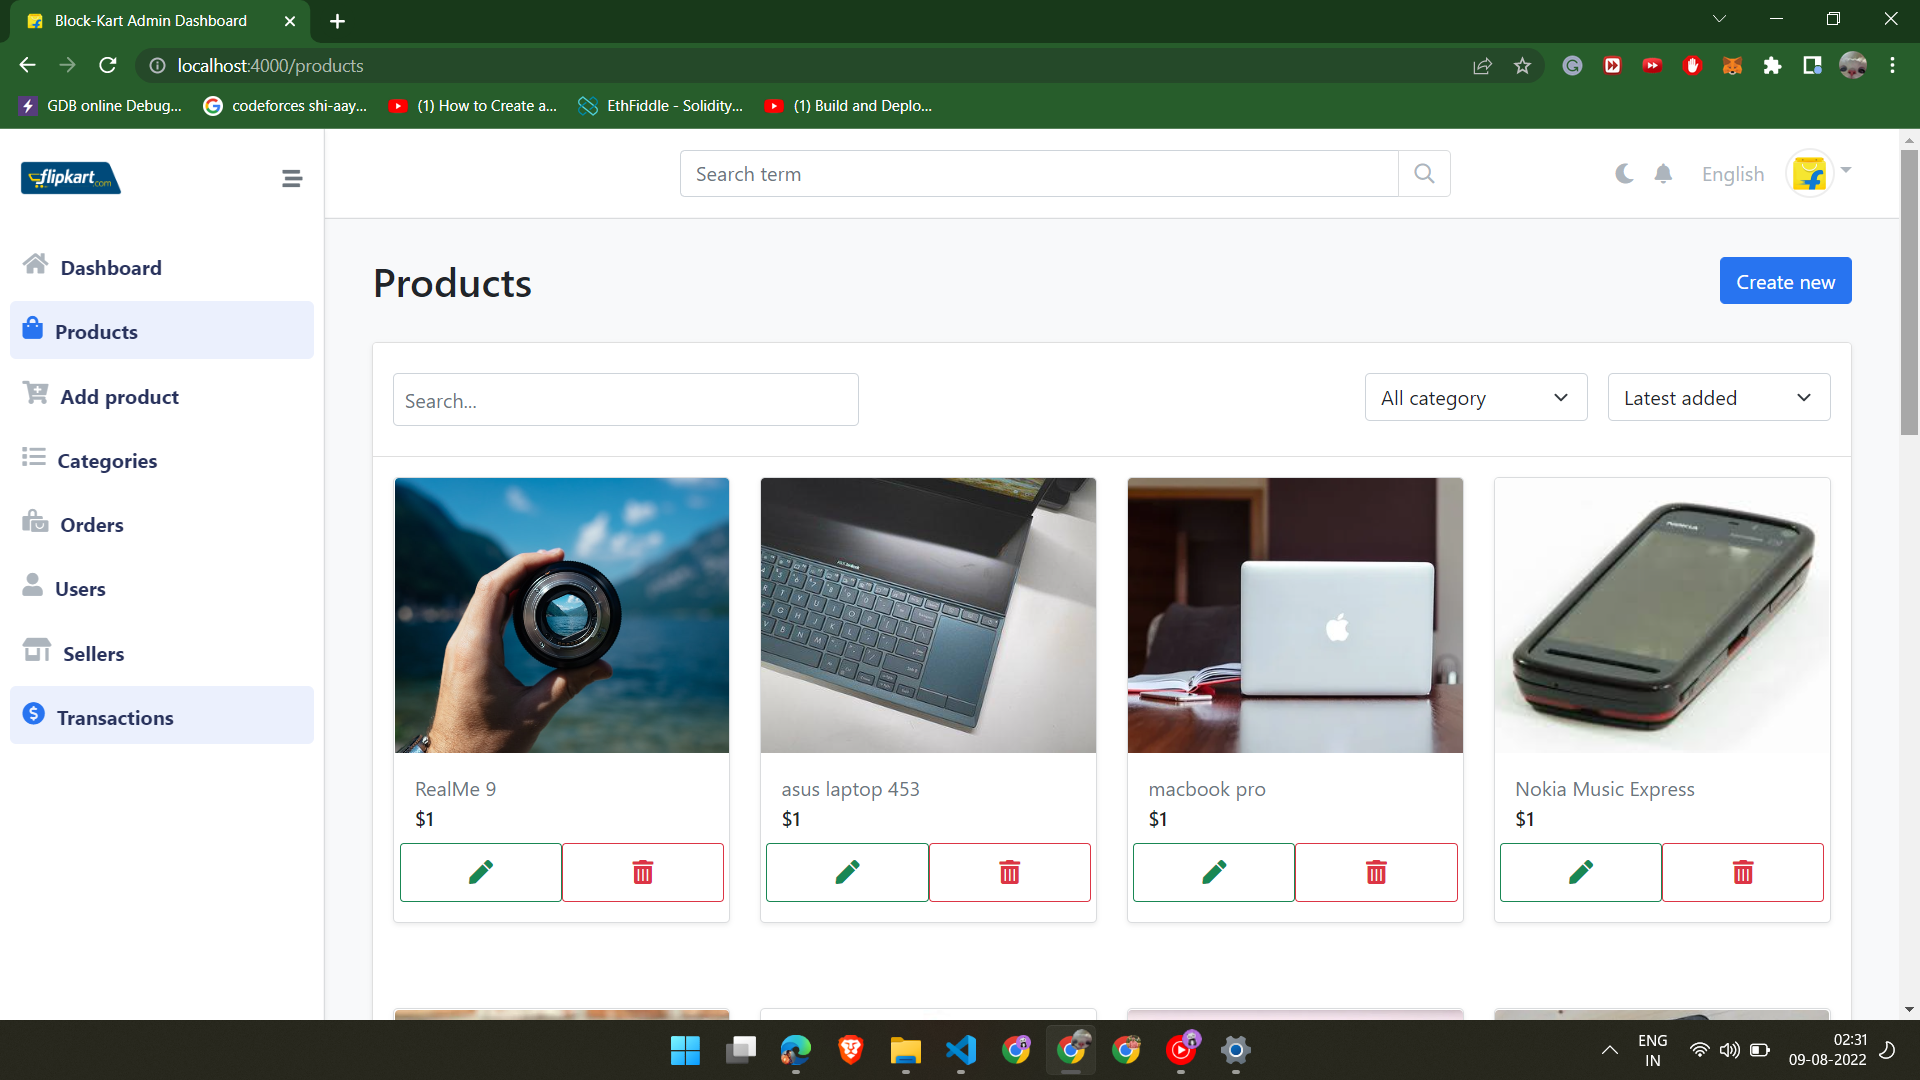 Block-Kart Admin Dashboard
localhost:4000/products
GDB online Debug...
codeforces shi-aay...
(1) How to Create a...
EthFiddle - Solidity...
(1) Build and Deplo...
flipkart.com
Search term
English
Dashboard
Products
Add product
Categories
Orders
Users
Sellers
Transactions
Products
Create new
Search...
All category
Latest added
NOKIA
RealMe 9
$1
asus laptop 453
$1
macbook pro
$1
Nokia Music Express
$1
ENG
IN
02:31
09-08-2022